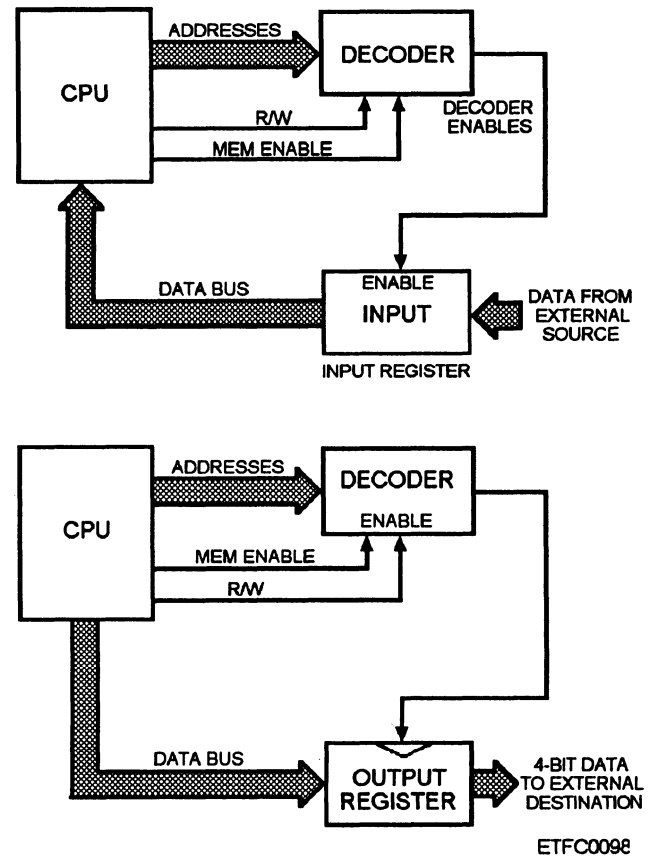 ADDRESSES
DECODER
CPU
R/W
MEM ENABLE
DECODER
ENABLES
DATA BUS
ENABLE
INPUT
DATA FROM
EXTERNAL
SOURCE
INPUT REGISTER
ADDRESSES
DECODER
ENABLE
CPU
MEM ENABLE
R/W
DATA BUS
OUTPUT
REGISTER
4-BIT DATA
TO EXTERNAL
DESTINATION
ETFC0098